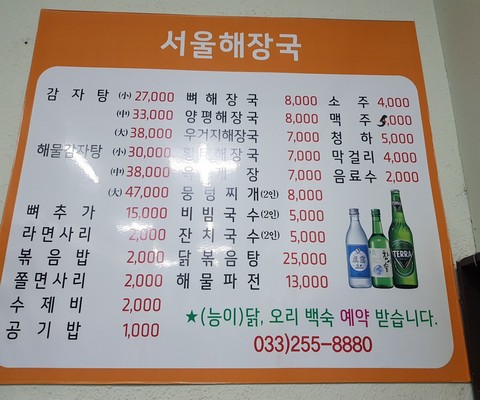 서울해장국
감자탕 (小) 27,000
(中) 33,000
(大) 38,000
해물감자탕 (小) 30,000
(中) 38,000
(大) 47,000
뼈추가 15,000
라면사리 2,000
볶음밥 2,000
쫄면사리 2,000
수제비 2,000
공기밥 1,000
뼈해장국 8,000
양평해장국 8,000
우거지해장국 7,000
해장국 7,000
장 7,000
뭉텅찌개(2인) 8,000
비빔국수(2인) 5,000
잔치국수(2인) 5,000
닭볶음탕 25,000
해물파전 13,000
소주 4,000
맥주 ,000
청하 5,000
막걸리 4,000
음료수 2,000
TERRA
★(능이)닭, 오리 백숙 예약 받습니다.
033)255-8880